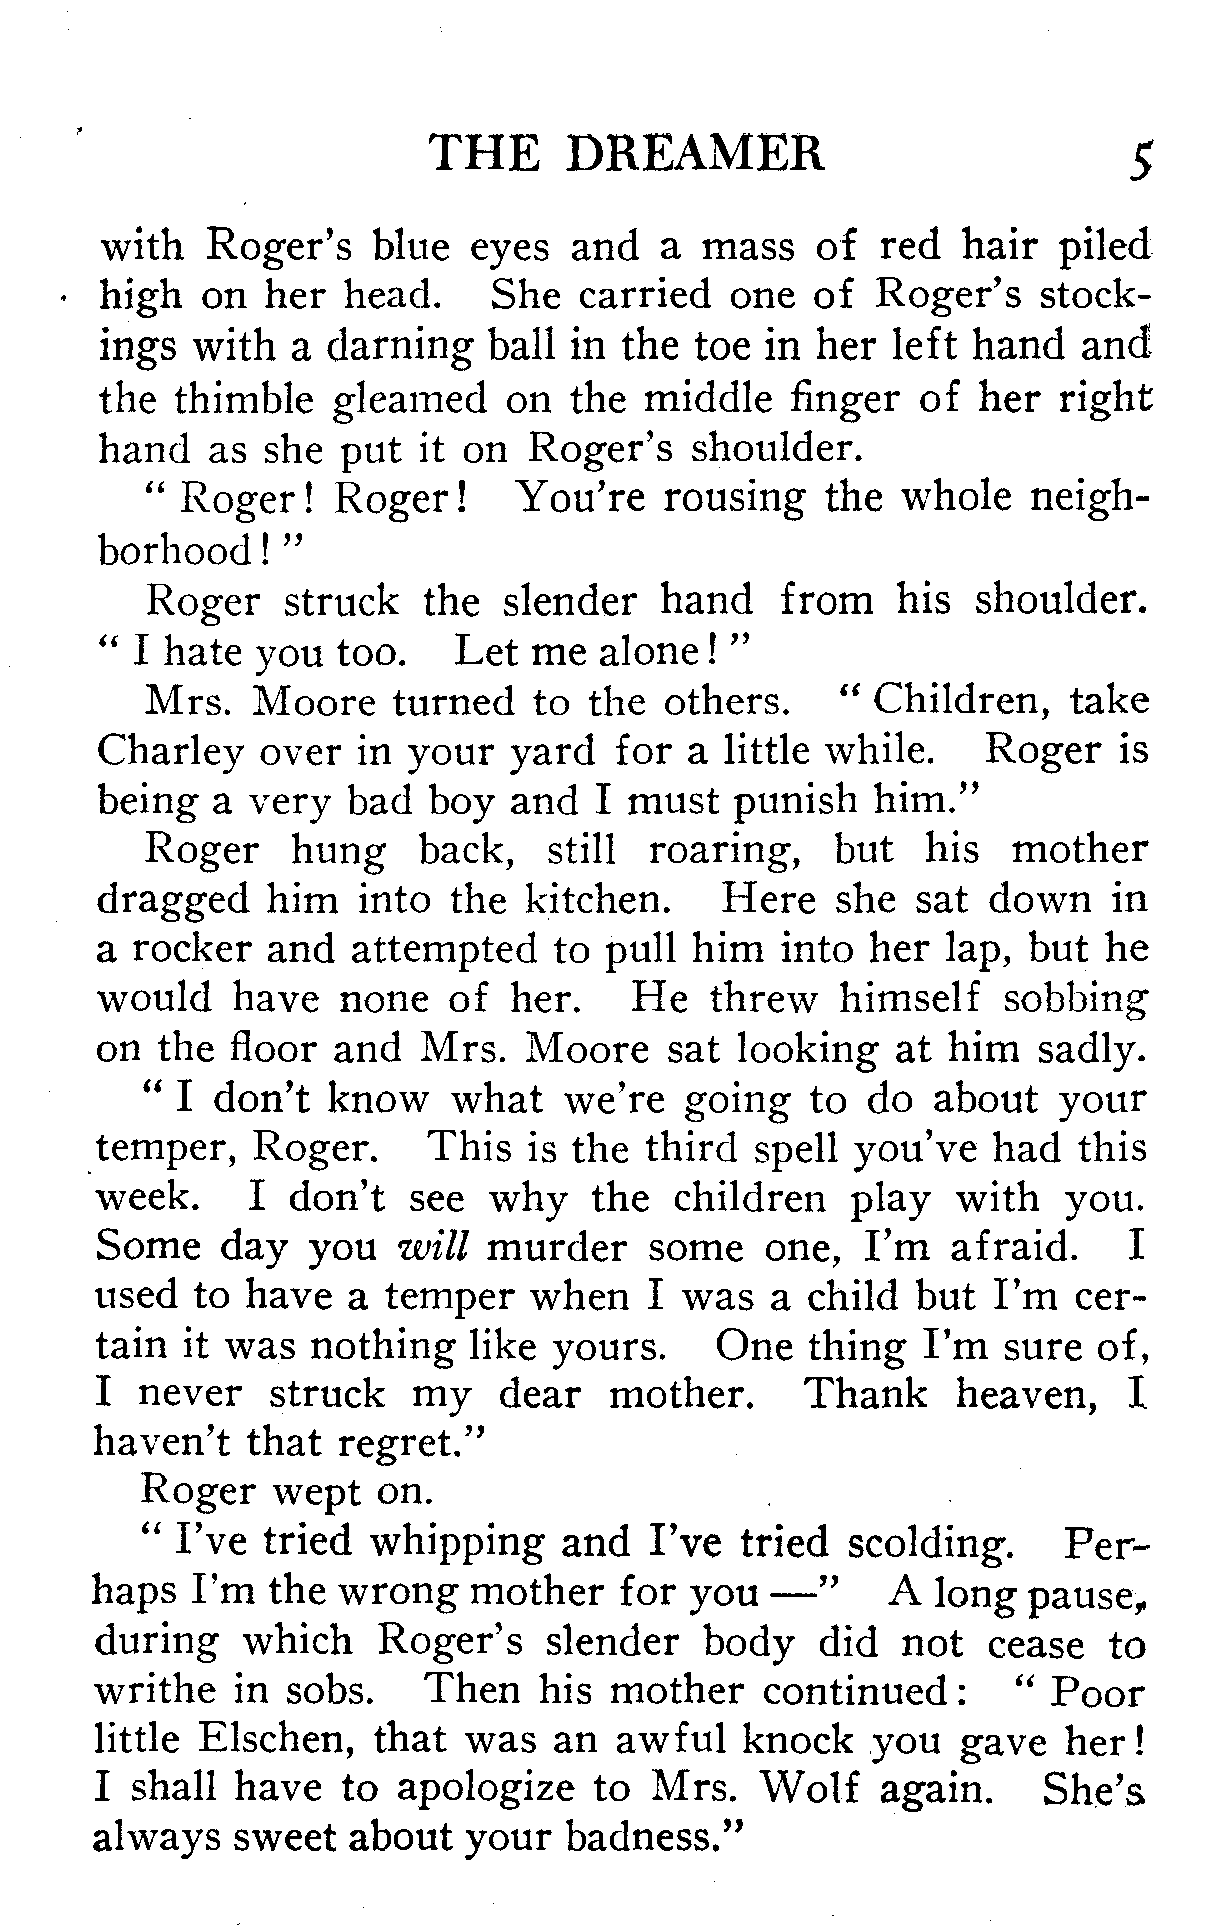 THE DREAMER 5
with Roger's blue eyes and a mass of red hair piled
high on her head. She carried one of Roger's stock-
ings with a darning ball in the toe in her left hand and
the thimble gleamed on the middle finger of her right
hand as she put it on Roger's shoulder.
" Roger! Roger! You're rousing the whole neigh-
borhood! "
Roger struck the slender hand from his shoulder.
" I hate you too. Let me alone! "
Mrs. Moore turned to the others. " Children, take
Charley over in your yard for a little while. Roger is
being a very bad boy and I must punish him."
Roger hung back, still roaring, but his mother
dragged him into the kitchen. Here she sat down in
a rocker and attempted to pull him into her lap, but he
would have none of her. He threw himself sobbing
on the floor and Mrs. Moore sat looking at him sadly.
" I don't know what we're going to do about your
temper, Roger. This is the third spell you've had this
week. I don't see why the children play with you.
Some day you will murder some one, I'm afraid. I
used to have a temper when I was a child but I'm cer-
tain it was nothing like yours. One thing I'm sure of,
I never struck my dear mother. Thank heaven, I
haven't that regret."
Roger wept on.
" I've tried whipping and I've tried scolding. Per-
haps I'm the wrong mother for you —" A long pause,
during which Roger's slender body did not cease to
writhe in sobs. Then his mother continued: " Poor
little Elschen, that was an awful knock you gave her!
I shall have to apologize to Mrs. Wolf again. She's
always sweet about your badness."